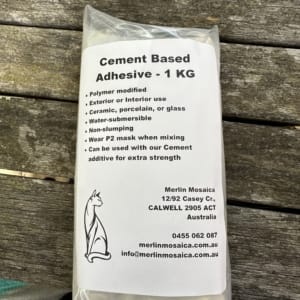 Cement Based
Adhesive - 1 KG
• Polymer modified
• Exterior or Interior use
• Ceramic, porcelain, or glass
• Water-submersible
• Non-slumping
• Wear P2 mask when mixing
• Can be used with our Cement
additive for extra strength
Merlin Mosaica
12/92 Casey Cr.,
CALWELL 2905 ACT
Australia
0455 062 087
merlinmosaica.com.au
info@merlinmosaica.com.au